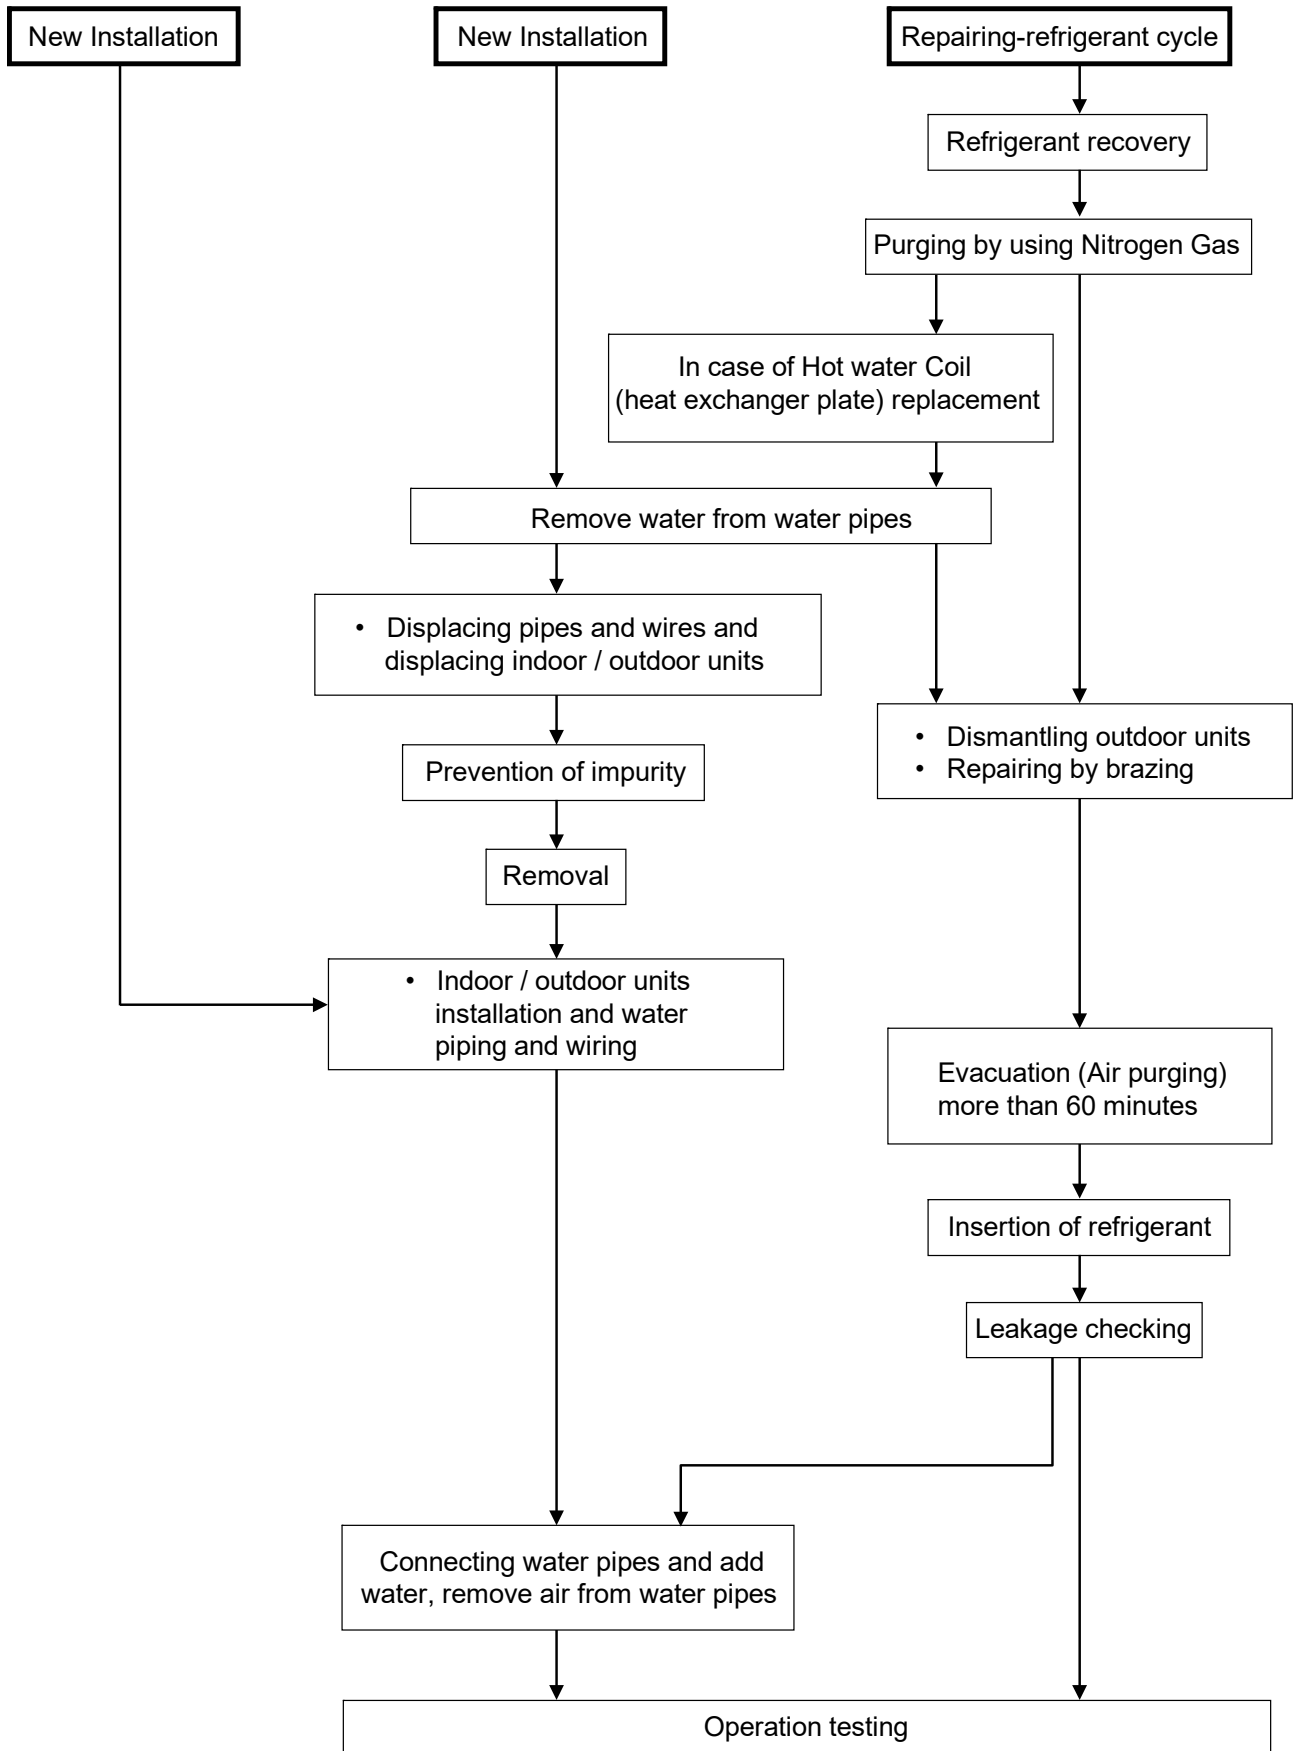 New Installation
New Installation
Repairing-refrigerant cycle
Refrigerant recovery
Purging by using Nitrogen Gas
In case of Hot water Coil
(heat exchanger plate) replacement
Remove water from water pipes
• Displacing pipes and wires and
displacing indoor / outdoor units
• Dismantling outdoor units
• Repairing by brazing
Prevention of impurity
Removal
• Indoor / outdoor units
installation and water
piping and wiring
Evacuation (Air purging)
more than 60 minutes
Insertion of refrigerant
Leakage checking
Connecting water pipes and add
water, remove air from water pipes
Operation testing